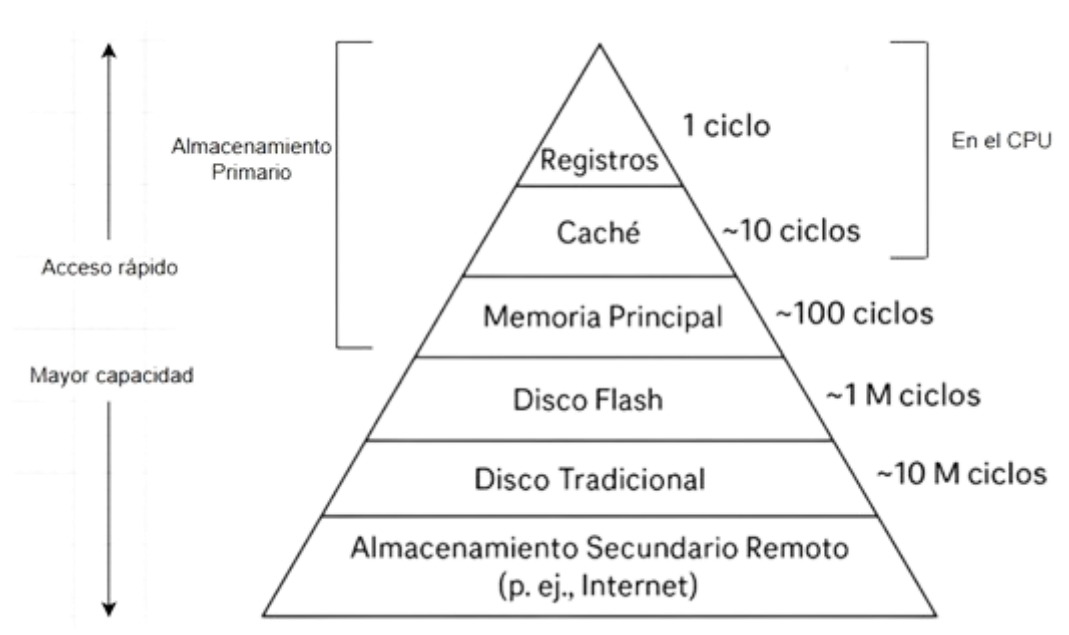 1 ciclo
Almacenamiento
Primario
En el CPU
Registros
Caché
~10 ciclos
Acceso rápido
Memoria Principal
~100 ciclos
Mayor capacidad
Disco Flash
~1 M ciclos
Disco Tradicional
~10 M ciclos
Almacenamiento Secundario Remoto
(p. ej., Internet)